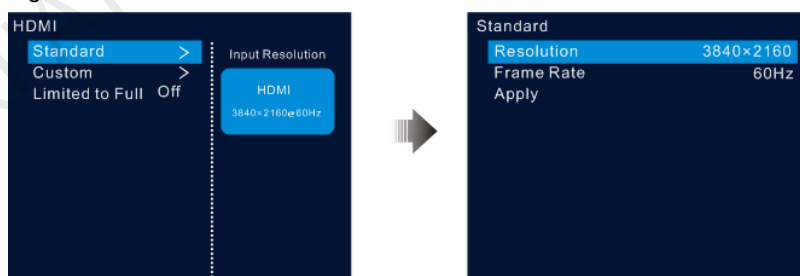 HDMI
Standard >
Custom >
Limited to Full Off
Input Resolution
HDMI
3840×2160@60Hz
Standard
Resolution 3840×2160
Frame Rate 60Hz
Apply